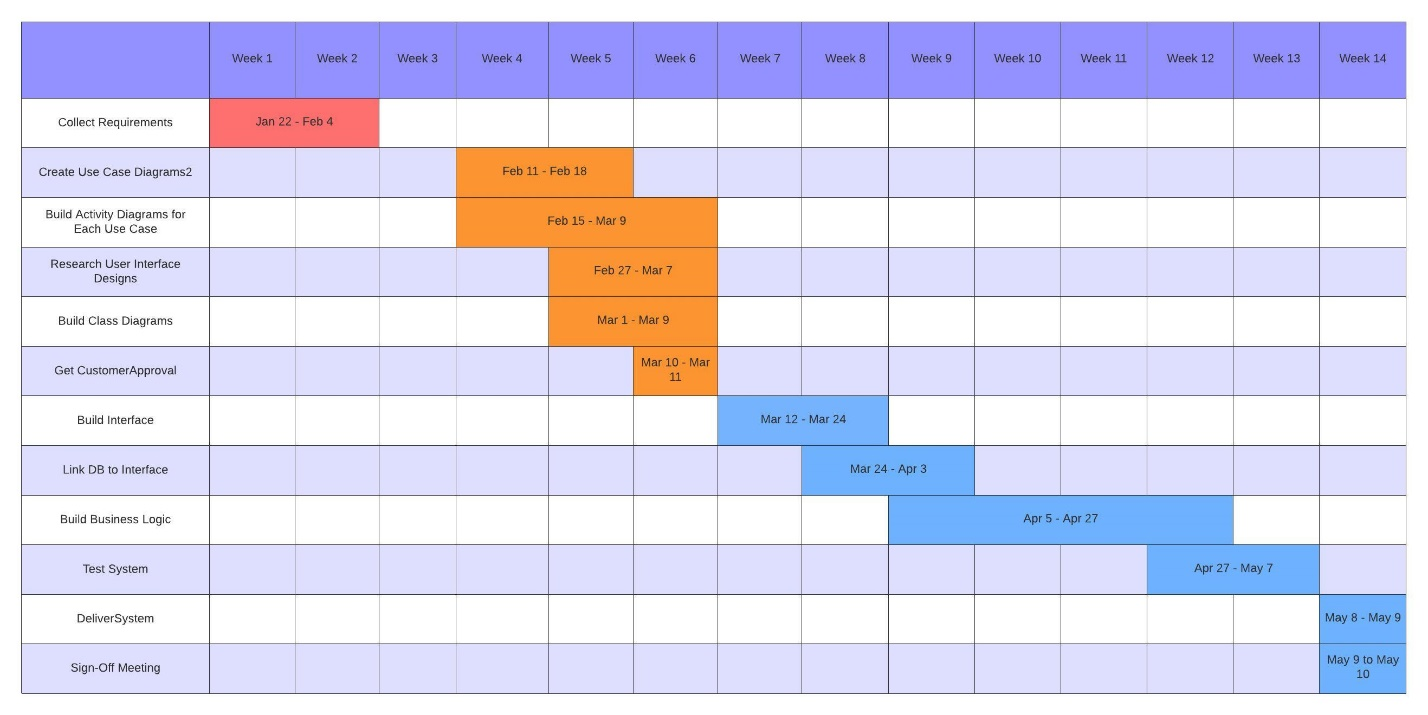 Week 1
Week 2
Week 3
Week 4
Week 5
Week 6
Week 7
Week 8
Week 9
Week 10
Week 11
Week 12
Week 13
Week 14
Collect Requirements
Jan 22 - Feb 4
Create Use Case Diagrams2
Feb 11 - Feb 18
Build Activity Diagrams for
Each Use Case
Feb 15 - Mar 9
Research User Interface
Designs
Feb 27 - Mar 7
Build Class Diagrams
Mar 1 - Mar 9
Get CustomerApproval
Mar 10 - Mar
11
Build Interface
Mar 12 - Mar 24
Link DB to Interface
Mar 24 - Apr 3
Build Business Logic
Apr 5 - Apr 27
Test System
Apr 27 - May 7
DeliverSystem
May 8 - May 9
Sign-Off Meeting
May 9 to May
10